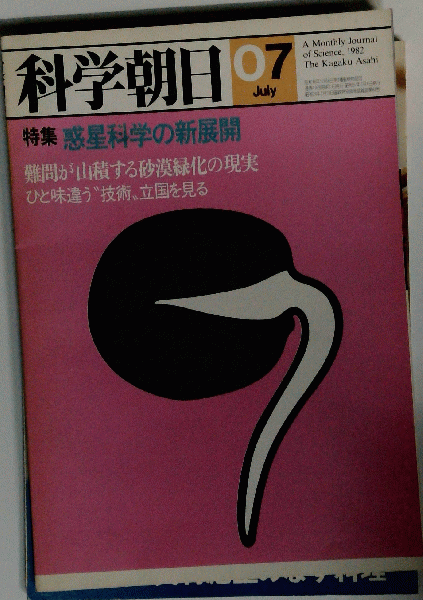 科学朝日
07
July
A Monthly Journal
of Science, 1982
The Kagaku Asahi
特集 惑星科学の新展開
難問が山積する砂漠緑化の現実
ひと味違う〝技術〟立国を見る